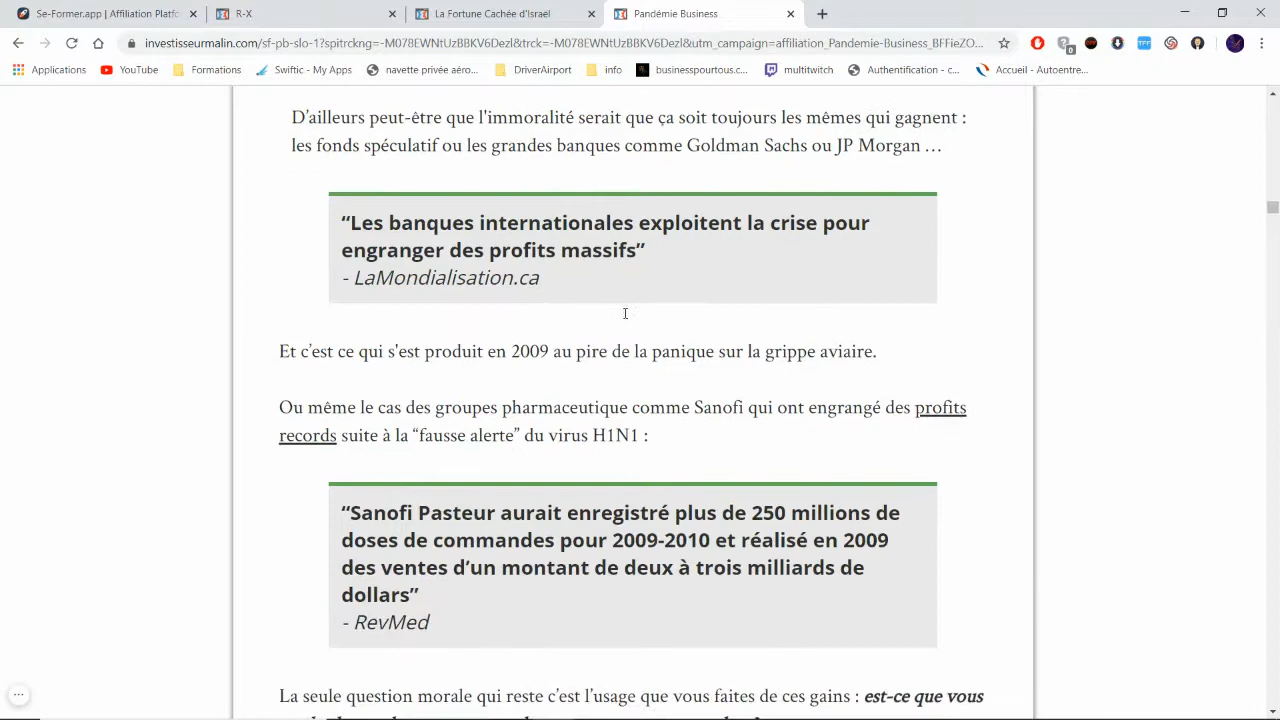 Se-Former.app | Affiliation Platfo
R-X
La Fortune Cachée d'Israël
Pandémie Business
investisseurmalin.com/sf-pb-slo-1?spitckng=-M078EWNtUzBBKV6Dezl&trck=-M078EWNtUzBBKV6Dezl&utm_campaign=affiliation_Pandemie-Business_BFFieZO...
Applications
YouTube
Formations
Swiftic - My Apps
navette privée aéro...
DriverAirport
info
businesspourtous.c...
multitwitch
Authentification - c...
Accueil - Autoentre...
D'ailleurs peut-être que l'immoralité serait que ça soit toujours les mêmes qui gagnent :
les fonds spéculatif ou les grandes banques comme Goldman Sachs ou JP Morgan …
“Les banques internationales exploitent la crise pour
engranger des profits massifs”
- LaMondialisation.ca
Et c’est ce qui s'est produit en 2009 au pire de la panique sur la grippe aviaire.
Ou même le cas des groupes pharmaceutique comme Sanofi qui ont engrangé des profits
records suite à la “fausse alerte” du virus H1N1 :
“Sanofi Pasteur aurait enregistré plus de 250 millions de
doses de commandes pour 2009-2010 et réalisé en 2009
des ventes d’un montant de deux à trois milliards de
dollars”
- RevMed
La seule question morale qui reste c’est l’usage que vous faites de ces gains : est-ce que vous